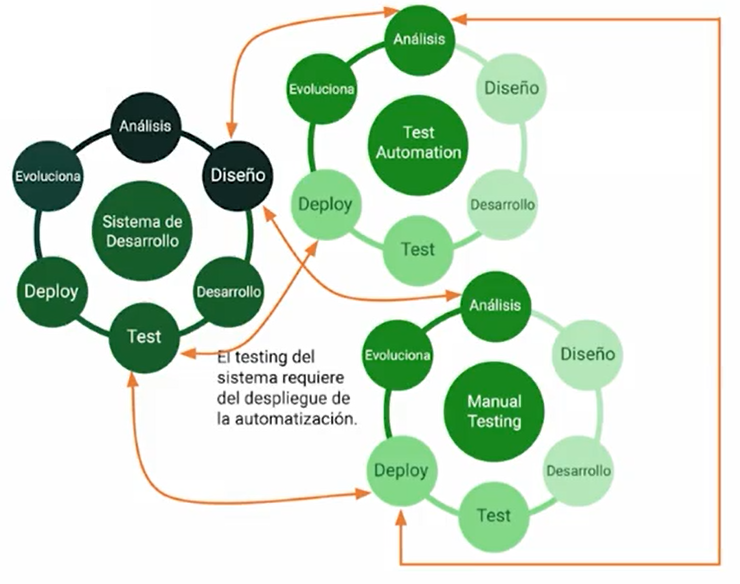 Análisis
Diseño
Desarrollo
Test
Deploy
Evoluciona
Sistema de
Desarrollo
Análisis
Diseño
Desarrollo
Test
Deploy
Evoluciona
Test
Automation
El testing del
sistema requiere
del despliegue de
la automatización.
Análisis
Diseño
Desarrollo
Test
Deploy
Evoluciona
Manual
Testing